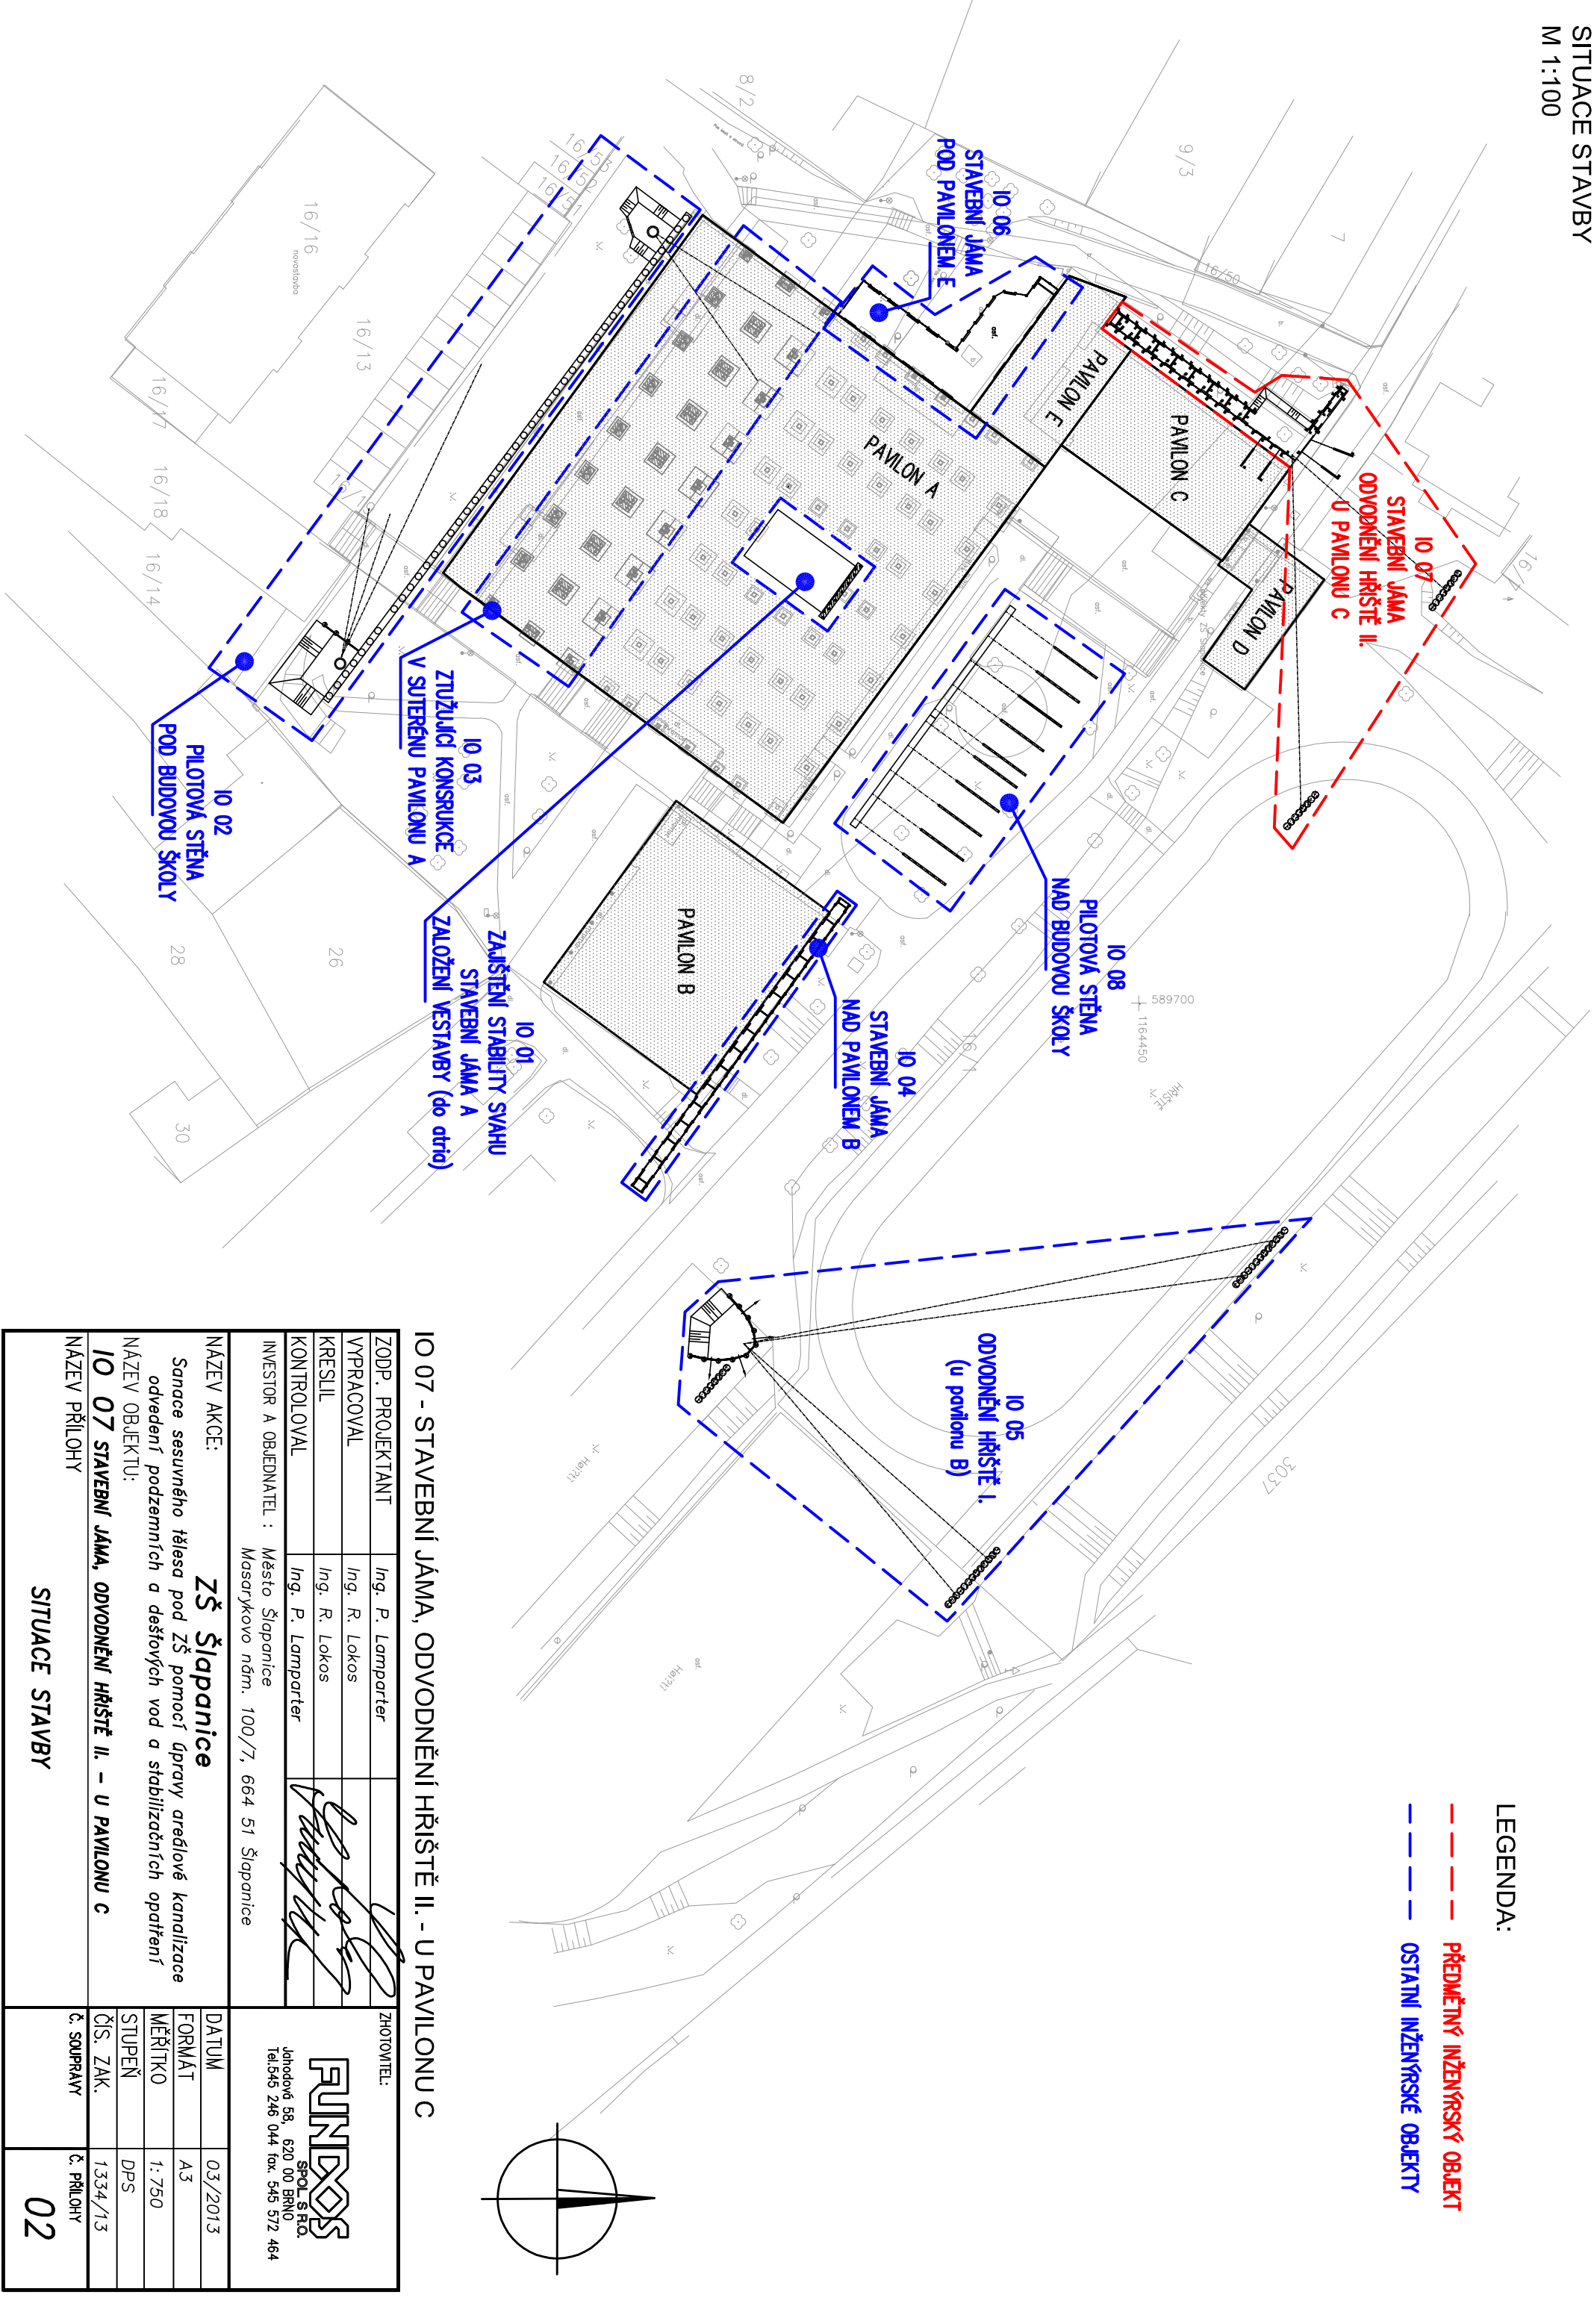 SITUACE STAVBY
M 1:100
LEGENDA:
PŘEDMĚTNÝ INŽENÝRSKÝ OBJEKT
OSTATNÍ INŽENÝRSKÉ OBJEKTY
IO 07
STAVEBNÍ JÁMA
ODVODNĚNÍ HŘIŠTĚ II.
U PAVILONU C
IO 06
STAVEBNÍ JÁMA
POD PAVILONEM E
PAVILON E
PAVILON C
PAVILON D
PAVILON A
PAVILON B
IO 08
PILOTOVÁ STĚNA
NAD BUDOVOU ŠKOLY
IO 04
STAVEBNÍ JÁMA
NAD PAVILONEM B
IO 05
ODVODNĚNÍ HŘIŠTĚ I.
(u pavilonu B)
IO 03
ZTUŽUJÍCÍ KONSRUKCE
V SUTERÉNU PAVILONU A
IO 01
ZAJIŠTĚNÍ STABILITY SVAHU
STAVEBNÍ JÁMA A
ZALOŽENÍ VESTAVBY (do atria)
IO 02
PILOTOVÁ STĚNA
POD BUDOVOU ŠKOLY
8/2
9/3
7
16/50
16/53
16/52
16/51
16/16
novostavba
16/13
16/17
16/18
16/14
16/1
26
28
30
3037
589700
1164450
HŘIŠTĚ
IO 07 - STAVEBNÍ JÁMA, ODVODNĚNÍ HŘIŠTĚ II. - U PAVILONU C
ZODP. PROJEKTANT
Ing. P. Lamparter
VYPRACOVAL
Ing. R. Lokos
KRESLIL
Ing. R. Lokos
KONTROLOVAL
Ing. P. Lamparter
INVESTOR A OBJEDNATEL :
Město Šlapanice
Masarykovo nám. 100/7, 664 51 Šlapanice
ZHOTOVITEL:
FUNDOS
SPOL. S R.O.
Jahodová 58, 620 00 BRNO
Tel.545 246 044 fax. 545 572 464
NÁZEV AKCE:
ZŠ Šlapanice
Sanace sesuvného tělesa pod ZŠ pomocí úpravy areálové kanalizace
odvedení podzemních a dešťových vod a stabilizačních opatření
NÁZEV OBJEKTU:
IO 07 STAVEBNÍ JÁMA, ODVODNĚNÍ HŘIŠTĚ II. - U PAVILONU C
NÁZEV PŘÍLOHY
SITUACE STAVBY
DATUM
03/2013
FORMÁT
A3
MĚŘÍTKO
1:750
STUPEŇ
DPS
ČÍS. ZAK.
1334/13
Č. SOUPRAVY
Č. PŘÍLOHY
02